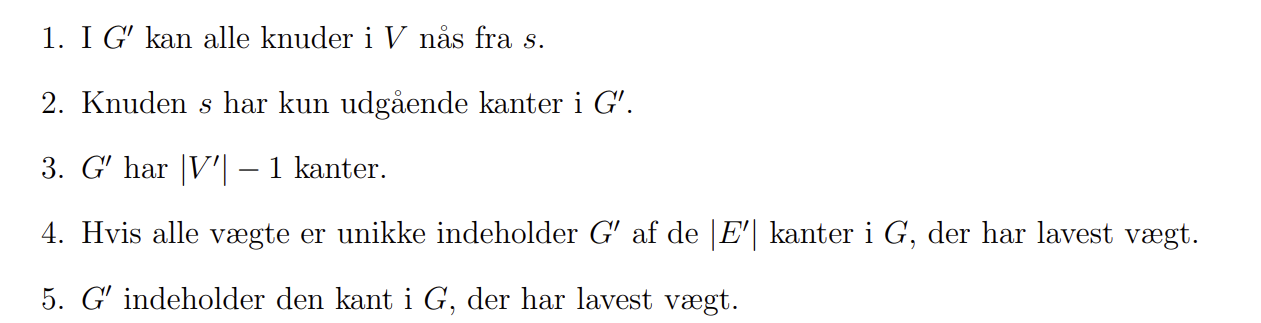 1. I G′ kan alle knuder i V nås fra s.
2. Knuden s har kun udgående kanter i G′.
3. G′ har |V′| − 1 kanter.
4. Hvis alle vægte er unikke indeholder G′ af de |E′| kanter i G, der har lavest vægt.
5. G′ indeholder den kant i G, der har lavest vægt.